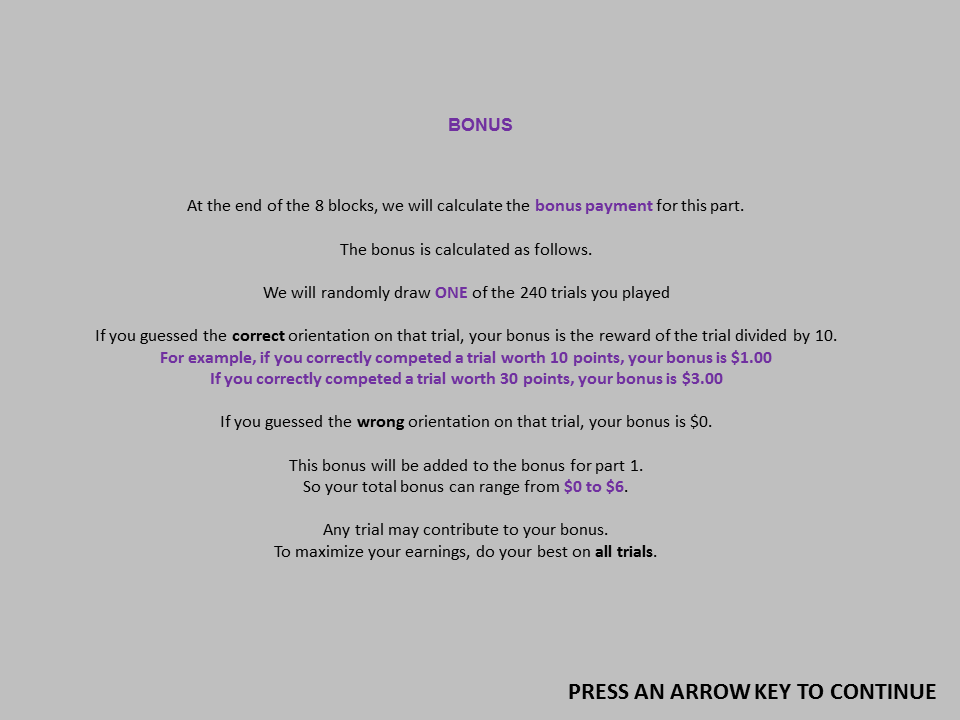 BONUS
At the end of the 8 blocks, we will calculate the bonus payment for this part.
The bonus is calculated as follows.
We will randomly draw ONE of the 240 trials you played
If you guessed the correct orientation on that trial, your bonus is the reward of the trial divided by 10.
For example, if you correctly competed a trial worth 10 points, your bonus is $1.00
If you correctly competed a trial worth 30 points, your bonus is $3.00
If you guessed the wrong orientation on that trial, your bonus is $0.
This bonus will be added to the bonus for part 1.
So your total bonus can range from $0 to $6.
Any trial may contribute to your bonus.
To maximize your earnings, do your best on all trials.
PRESS AN ARROW KEY TO CONTINUE